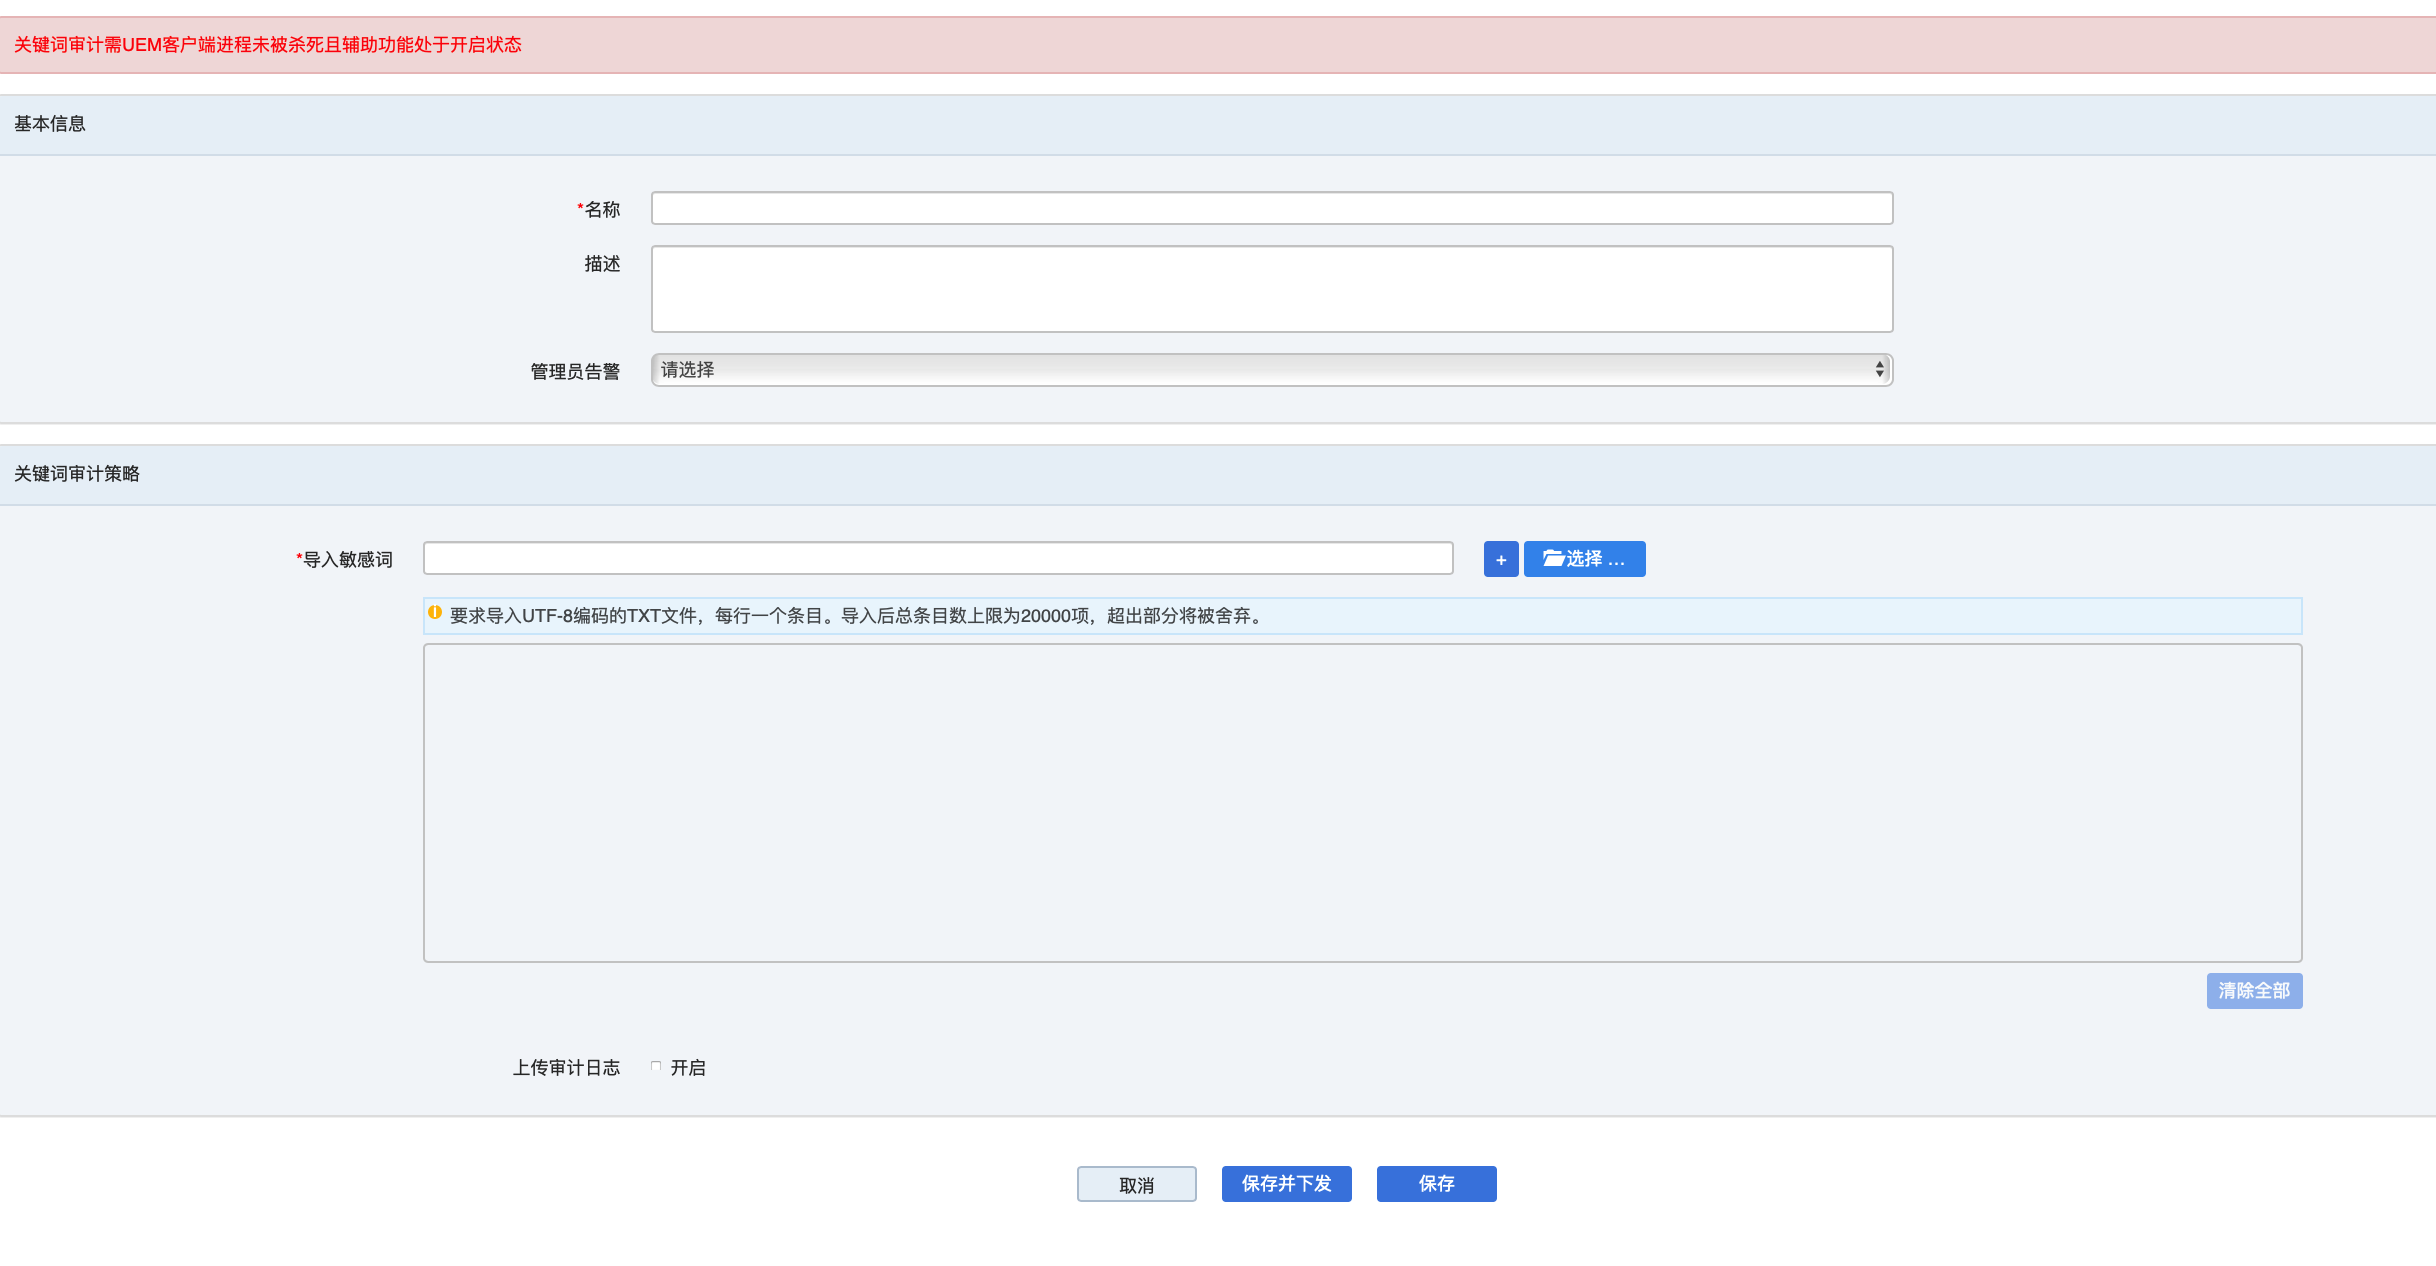 关键词审计需UEM客户端进程未被杀死且辅助功能处于开启状态
基本信息
*名称
描述
管理员告警 请选择
关键词审计策略
*导入敏感词 + 选择 ...
要求导入UTF-8编码的TXT文件，每行一个条目。导入后总条目数上限为20000项，超出部分将被舍弃。
清除全部
上传审计日志 开启
取消 保存并下发 保存